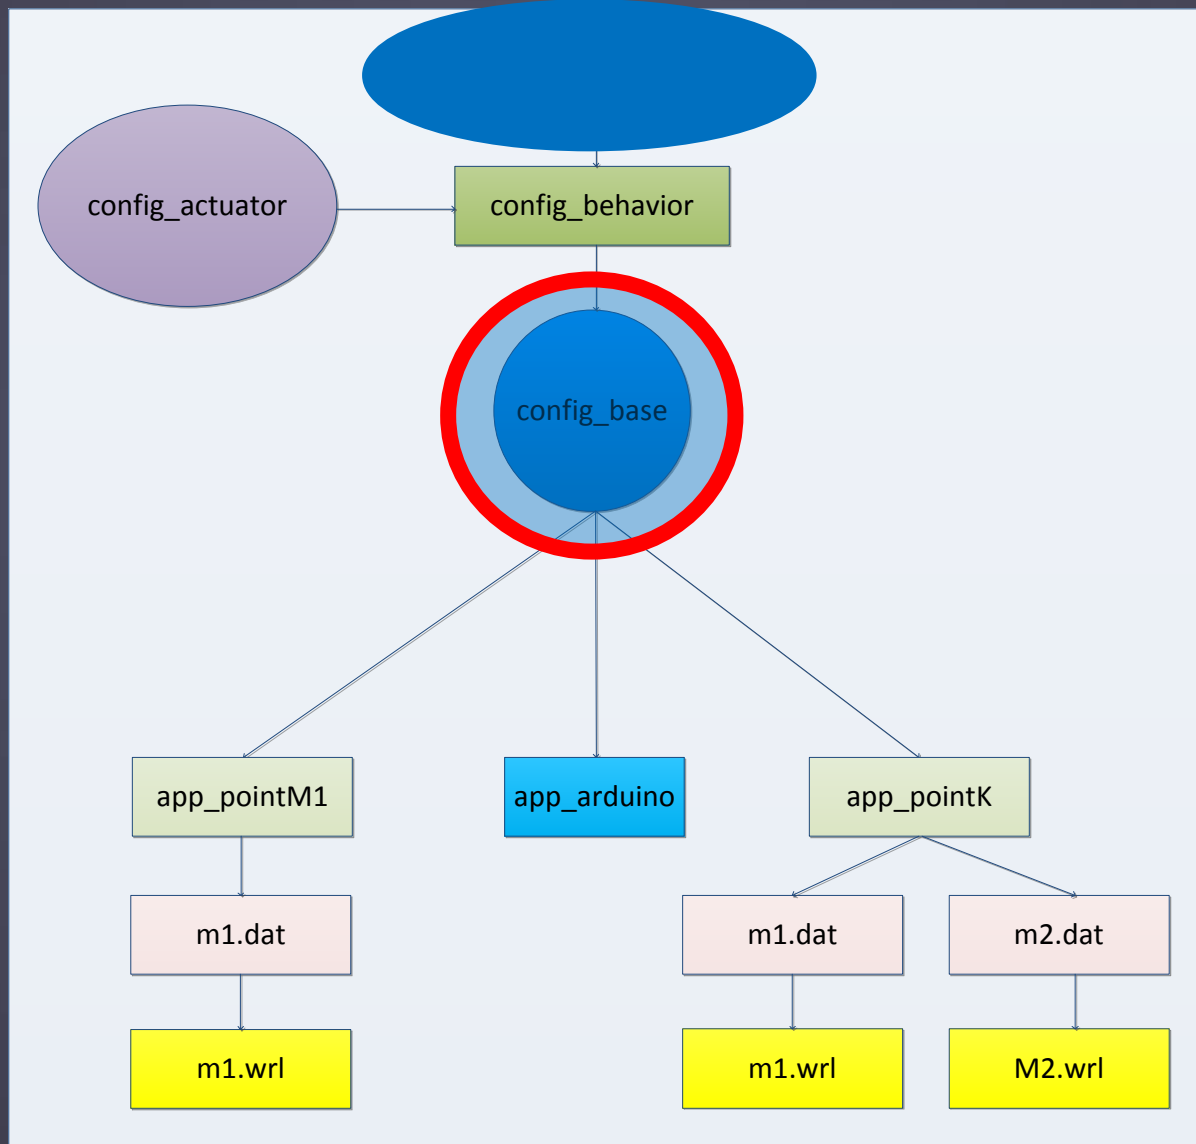 config_actuator
config_behavior
config_base
app_pointM1
app_arduino
app_pointK
m1.dat
m1.dat
m2.dat
m1.wrl
m1.wrl
M2.wrl